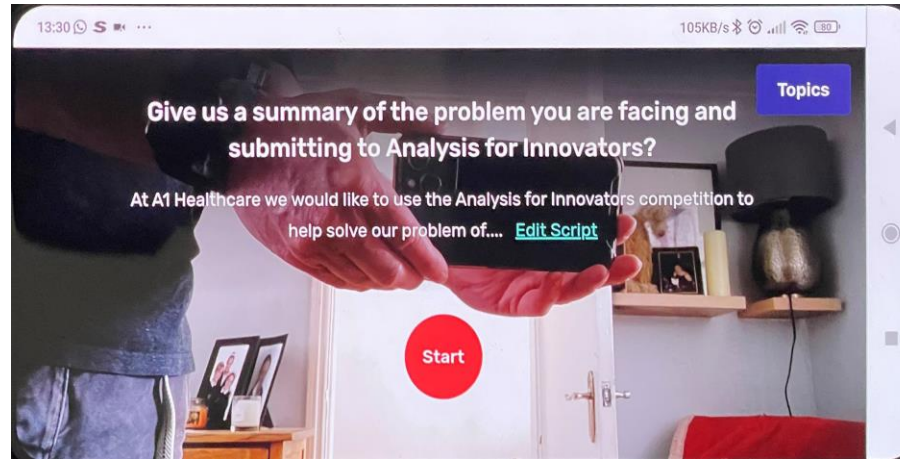 13:30 S ...
105KB/s 80
Topics
Give us a summary of the problem you are facing and
submitting to Analysis for Innovators?
At A1 Healthcare we would like to use the Analysis for Innovators competition to
help solve our problem of.... Edit Script
Start